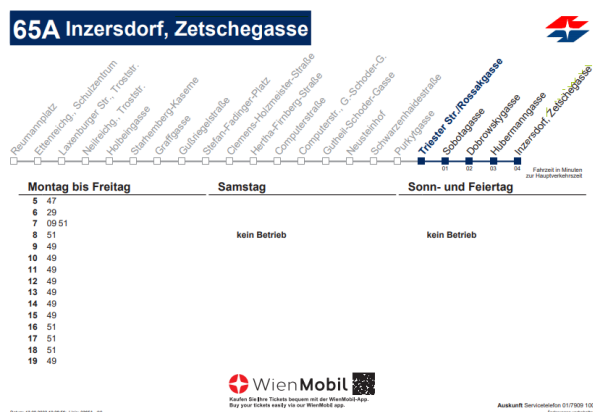 65A Inzersdorf, Zetschegasse
Reumannplatz
Ettenreichg., Schulzentrum
Laxenburger Str., Troststr.
Neilreichg., Troststr.
Holbeingasse
Starhemberg-Kaserne
Graffgasse
Gußriegelstraße
Stefan-Fadinger-Platz
Clemens-Holzmeister-Straße
Hertha-Firnberg-Straße
Computerstraße
Computerstr., G.-Schoder-G.
Gutheil-Schoder-Gasse
Neusteinhof
Schwarzenhaidestraße
Purkytgasse
Triester Str./Rossakgasse
Sobotagasse
Dobrowskygasse
Hubermanngasse
Inzersdorf, Zetschegasse
01 02 03 04
Fahrzeit in Minuten
zur Hauptverkehrszeit
Montag bis Freitag Samstag Sonn- und Feiertag
5 47
6 29
7 09 51
8 51 kein Betrieb kein Betrieb
9 49
10 49
11 49
12 49
13 49
14 49
15 49
16 51
17 51
18 51
19 49
WienMobil
Kaufen Sie Ihre Tickets bequem mit der WienMobil-App.
Buy your tickets easily via our WienMobil app.
Auskunft Servicetelefon 01/7909 100